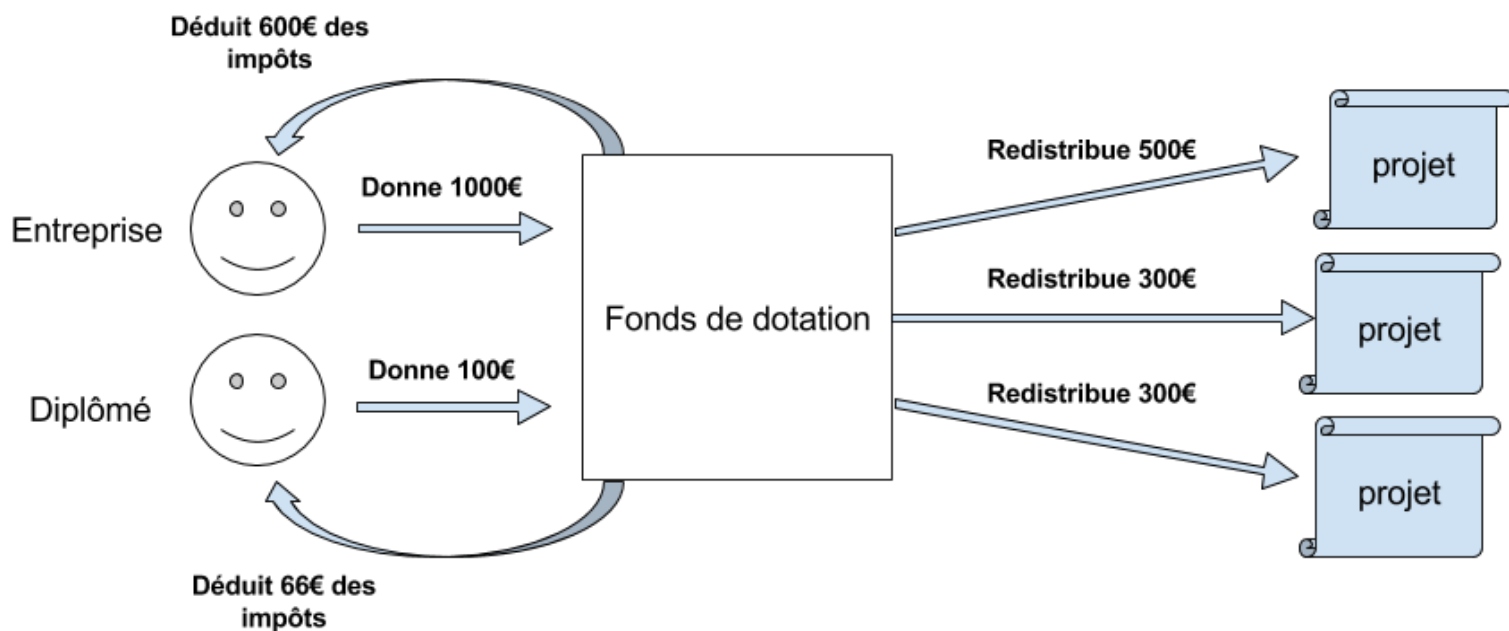 Déduit 600€ des
impôts
Entreprise
Donne 1000€
Diplômé
Donne 100€
Déduit 66€ des
impôts
Fonds de dotation
Redistribue 500€
projet
Redistribue 300€
projet
Redistribue 300€
projet